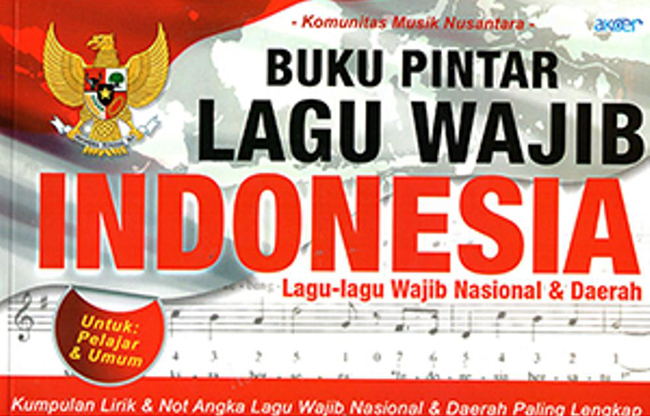 - Komunitas Musik Nusantara -
akoer
BUKU PINTAR
LAGU WAJIB
INDONESIA
Lagu-lagu Wajib Nasional & Daerah
Untuk:
Pelajar
& Umum
Kumpulan Lirik & Not Angka Lagu Wajib Nasional & Daerah Paling Lengkap